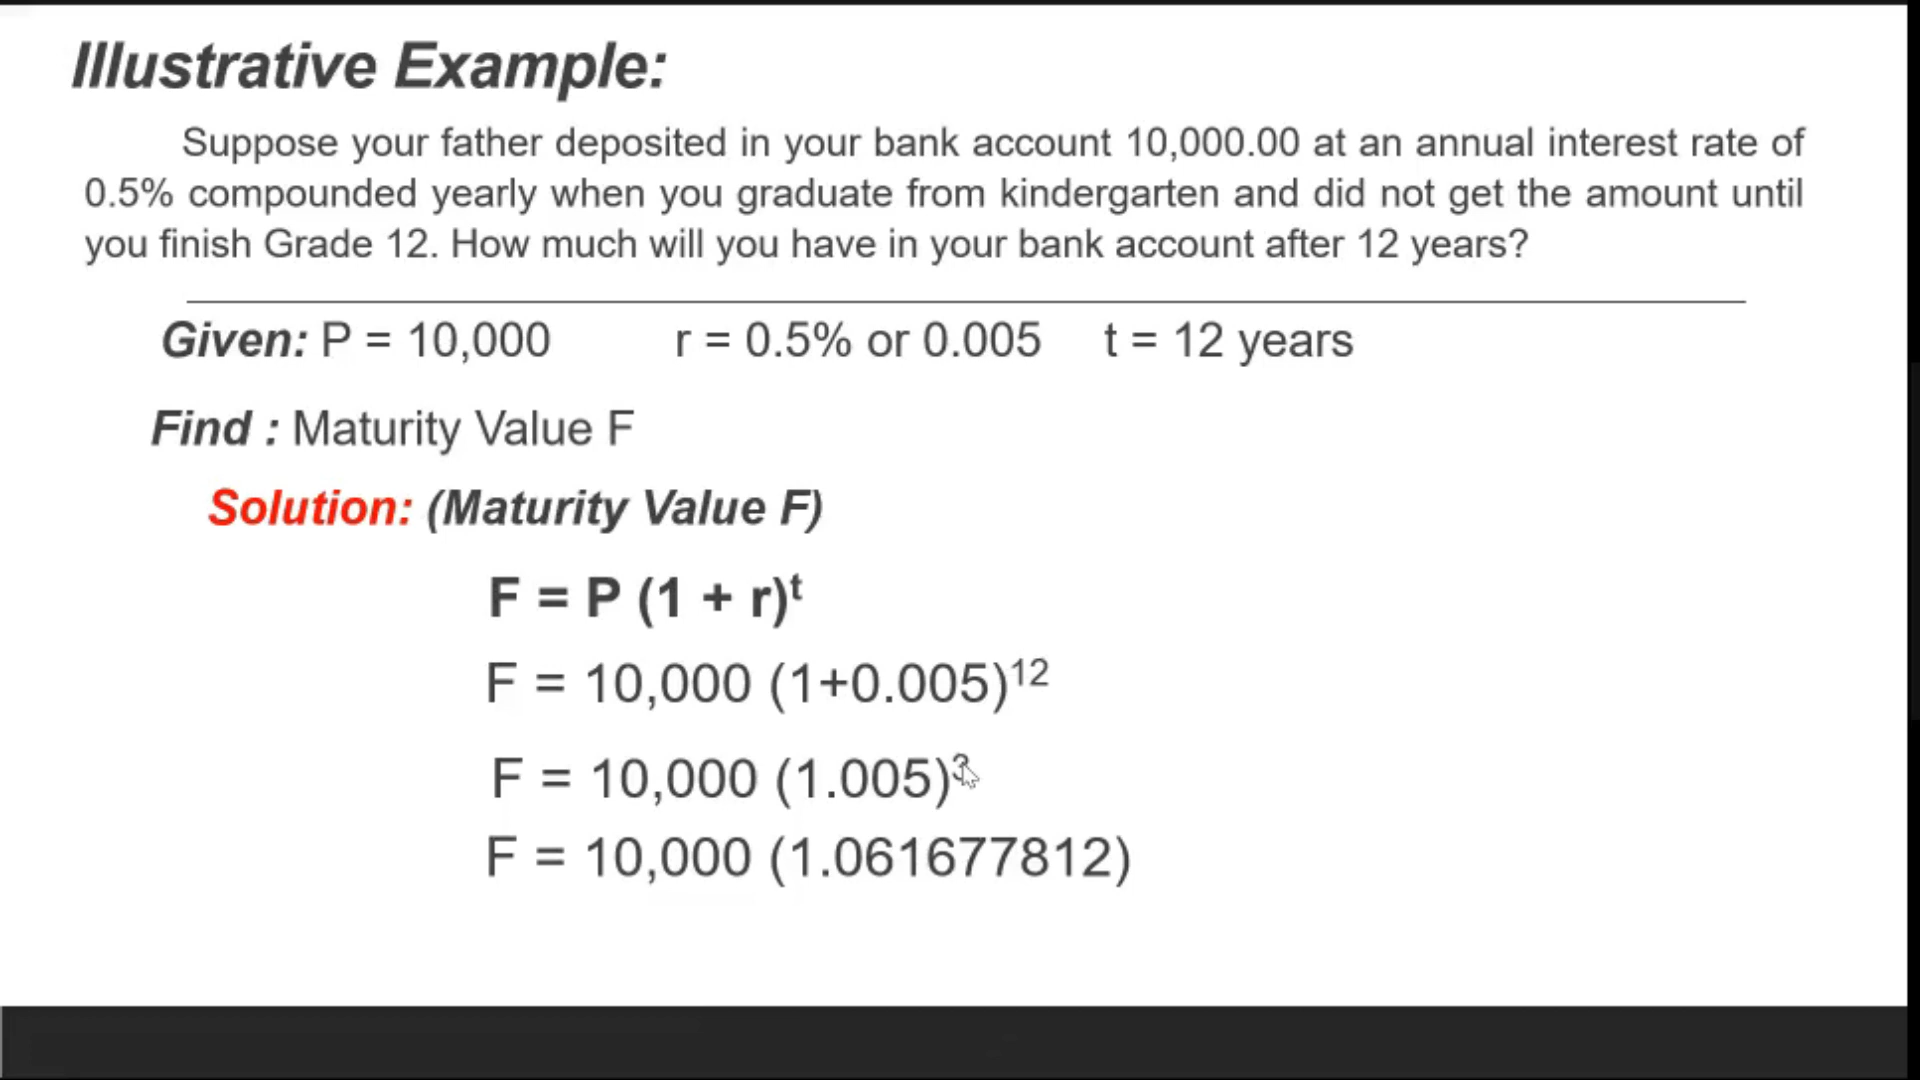 Illustrative Example:
Suppose your father deposited in your bank account 10,000.00 at an annual interest rate of
0.5% compounded yearly when you graduate from kindergarten and did not get the amount until
you finish Grade 12. How much will you have in your bank account after 12 years?
Given: P = 10,000 r = 0.5% or 0.005 t = 12 years
Find : Maturity Value F
Solution: (Maturity Value F)
F = P (1 + r)ᵗ
F = 10,000 (1+0.005)¹²
F = 10,000 (1.005)³
F = 10,000 (1.061677812)